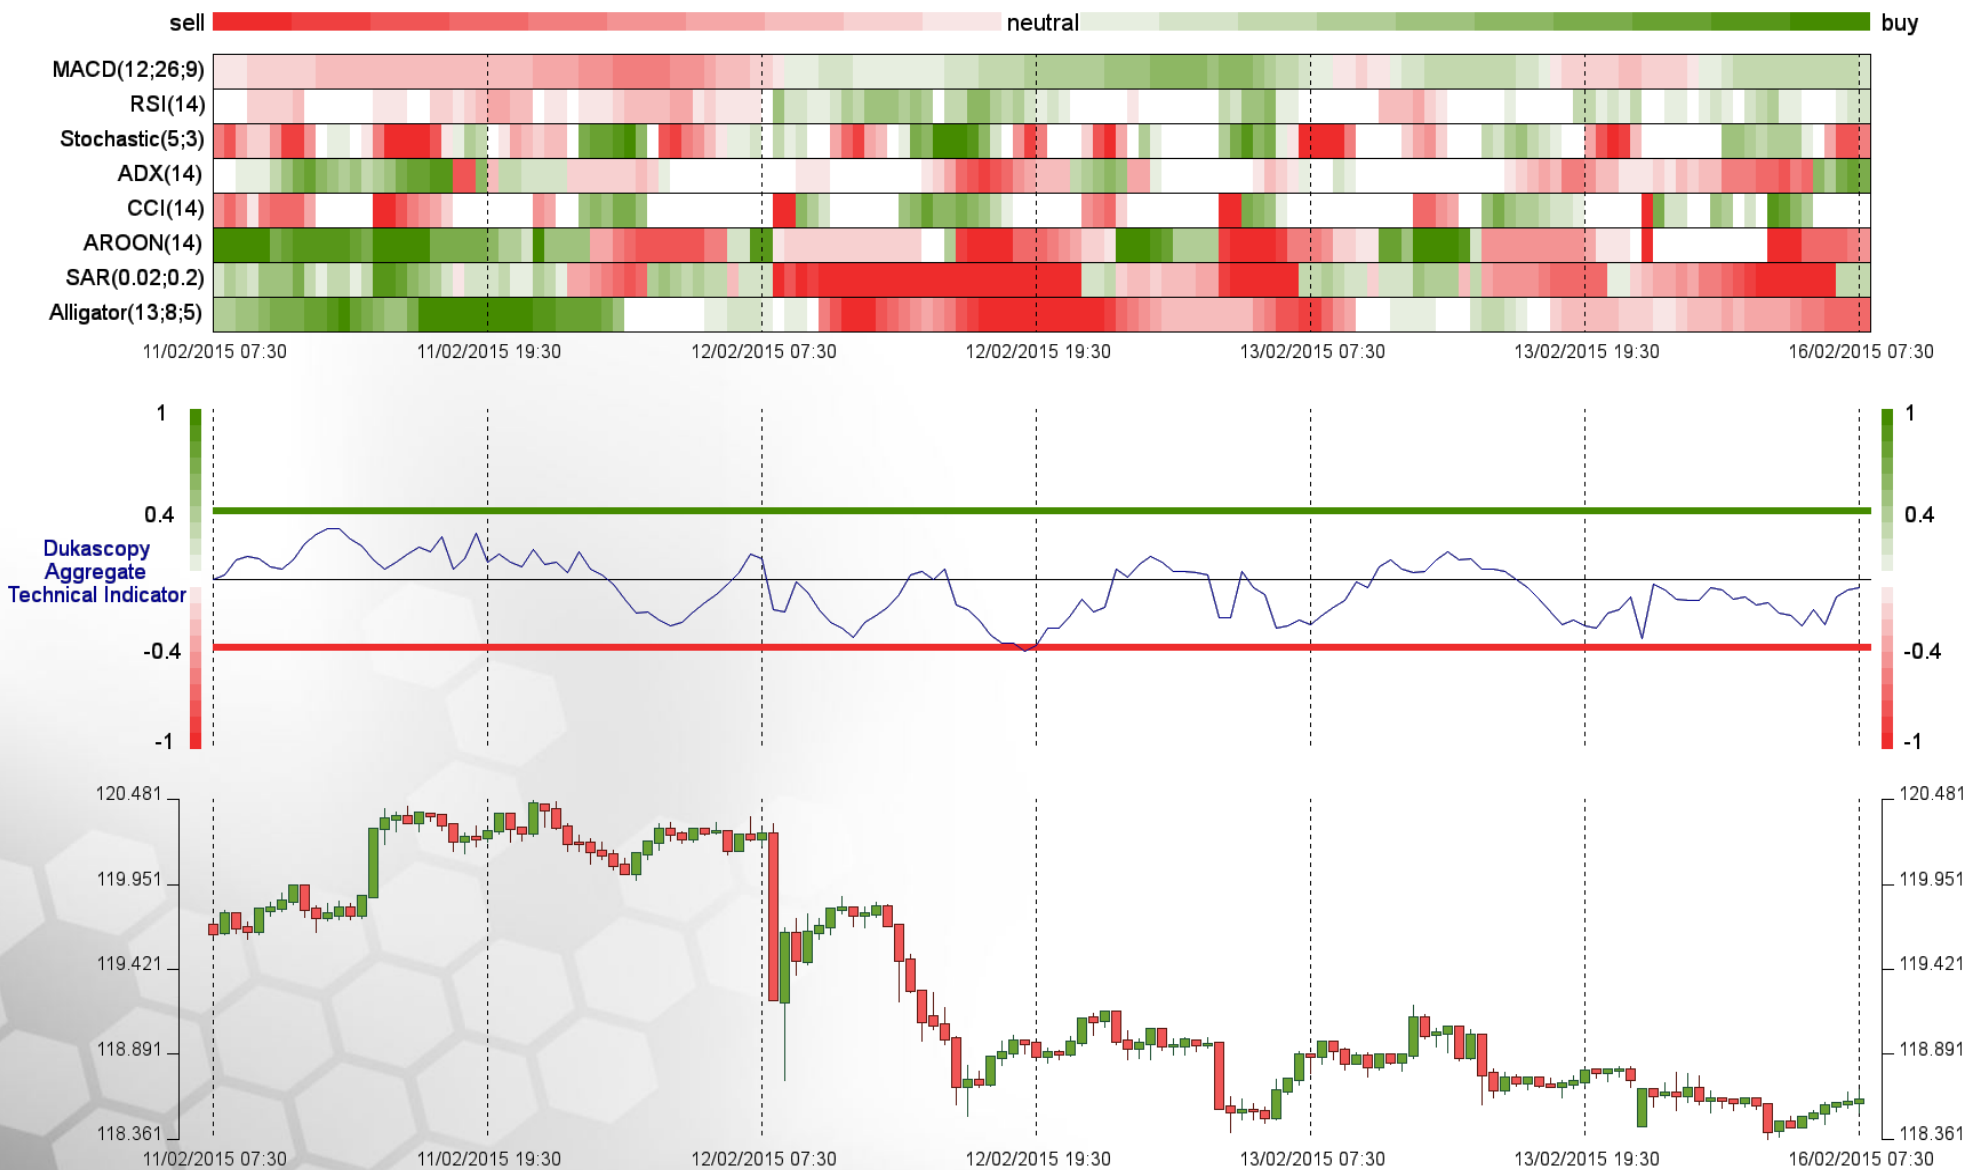 sell neutral buy
MACD(12;26;9)
RSI(14)
Stochastic(5;3)
ADX(14)
CCI(14)
AROON(14)
SAR(0.02;0.2)
Alligator(13;8;5)
11/02/2015 07:30 11/02/2015 19:30 12/02/2015 07:30 12/02/2015 19:30 13/02/2015 07:30 13/02/2015 19:30 16/02/2015 07:30
1 1
0.4 0.4
Dukascopy
Aggregate
Technical Indicator
-0.4 -0.4
-1 -1
120.481 120.481
119.951 119.951
119.421 119.421
118.891 118.891
118.361 118.361
11/02/2015 07:30 11/02/2015 19:30 12/02/2015 07:30 12/02/2015 19:30 13/02/2015 07:30 13/02/2015 19:30 16/02/2015 07:30